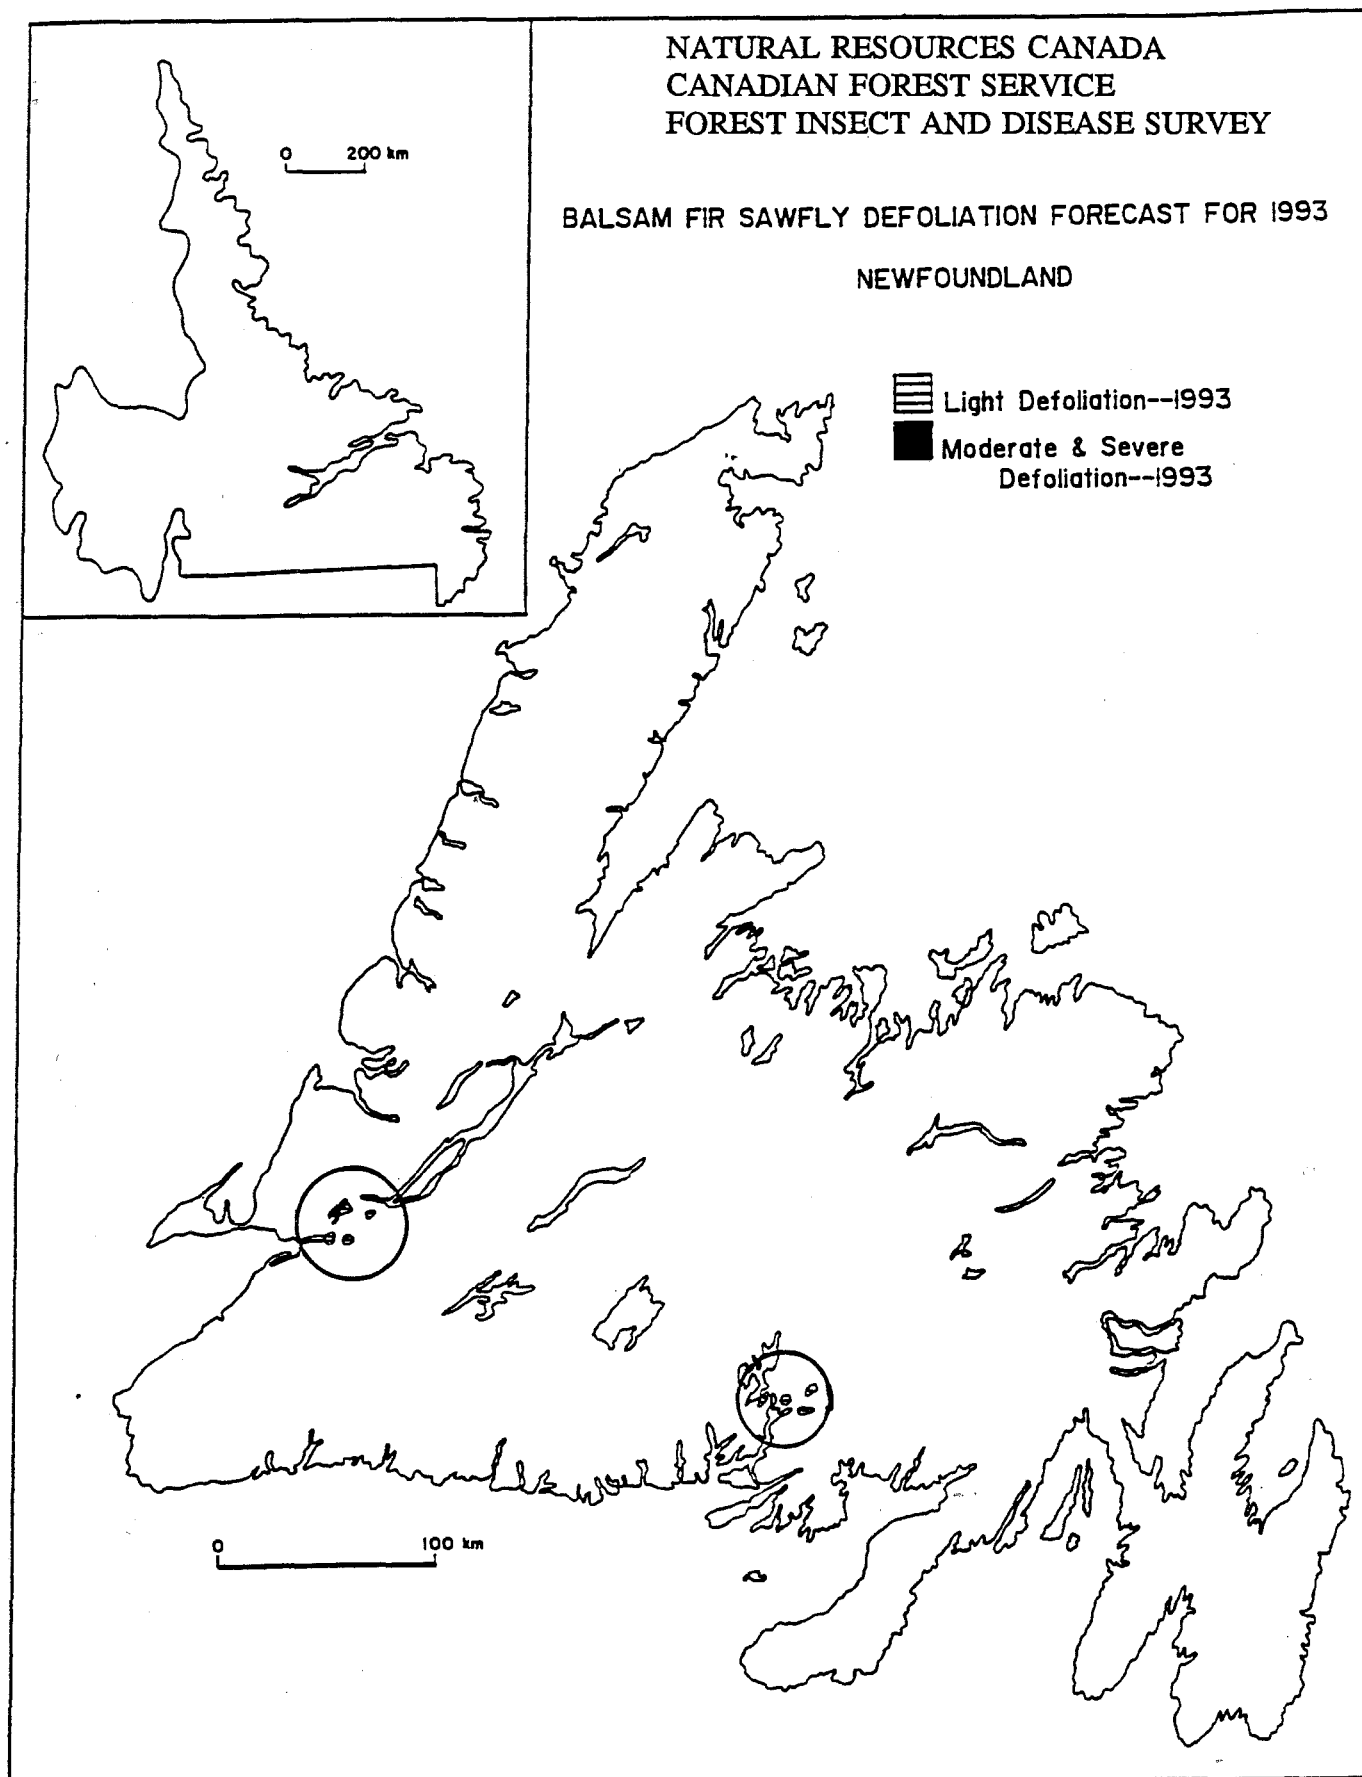 NATURAL RESOURCES CANADA
CANADIAN FOREST SERVICE
FOREST INSECT AND DISEASE SURVEY
0 200 km
BALSAM FIR SAWFLY DEFOLIATION FORECAST FOR 1993
NEWFOUNDLAND
Light Defoliation--1993
Moderate & Severe
Defoliation--1993
0 100 km